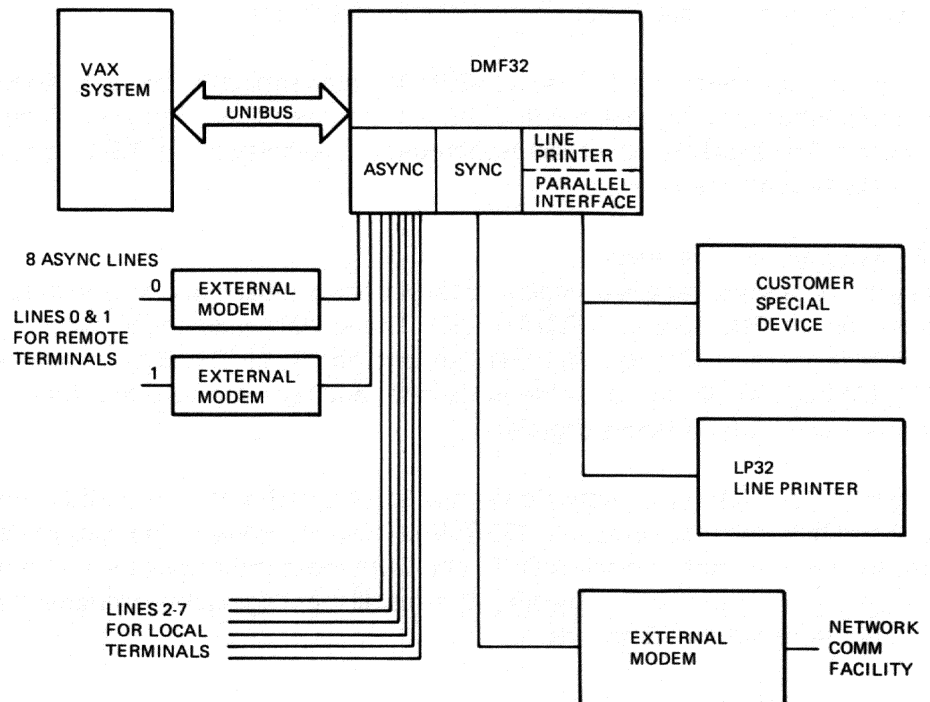 VAX
SYSTEM
UNIBUS
DMF32
ASYNC
SYNC
LINE
PRINTER
PARALLEL
INTERFACE
8 ASYNC LINES
0
EXTERNAL
MODEM
LINES 0 & 1
FOR REMOTE
TERMINALS
1
EXTERNAL
MODEM
CUSTOMER
SPECIAL
DEVICE
LP32
LINE PRINTER
LINES 2-7
FOR LOCAL
TERMINALS
EXTERNAL
MODEM
NETWORK
COMM
FACILITY